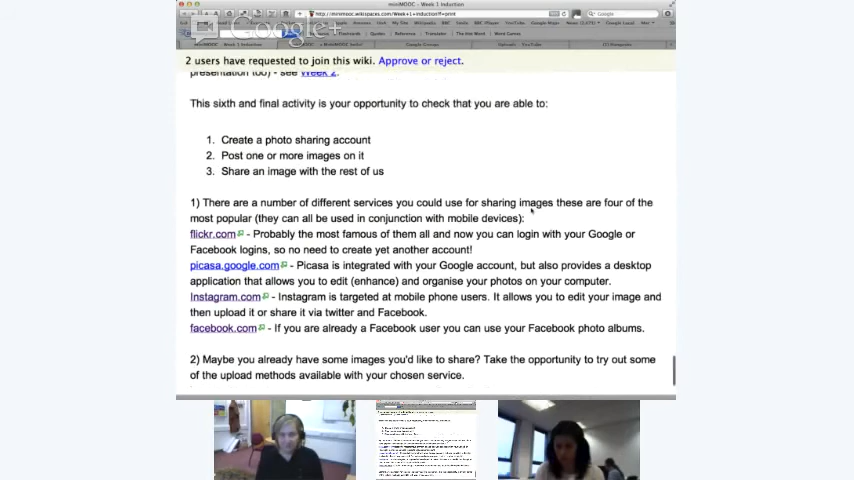 miniMOOC – Week 1 Induction
Google+
2 users have requested to join this wiki. Approve or reject.
presentation too) - see Week 2.
This sixth and final activity is your opportunity to check that you are able to:
1. Create a photo sharing account
2. Post one or more images on it
3. Share an image with the rest of us
1) There are a number of different services you could use for sharing images these are four of the
most popular (they can all be used in conjunction with mobile devices):
flickr.com - Probably the most famous of them all and now you can login with your Google or
Facebook logins, so no need to create yet another account!
picasa.google.com - Picasa is integrated with your Google account, but also provides a desktop
application that allows you to edit (enhance) and organise your photos on your computer.
Instagram.com - Instagram is targeted at mobile phone users. It allows you to edit your image and
then upload it or share it via twitter and Facebook.
facebook.com - If you are already a Facebook user you can use your Facebook photo albums.
2) Maybe you already have some images you'd like to share? Take the opportunity to try out some
of the upload methods available with your chosen service.